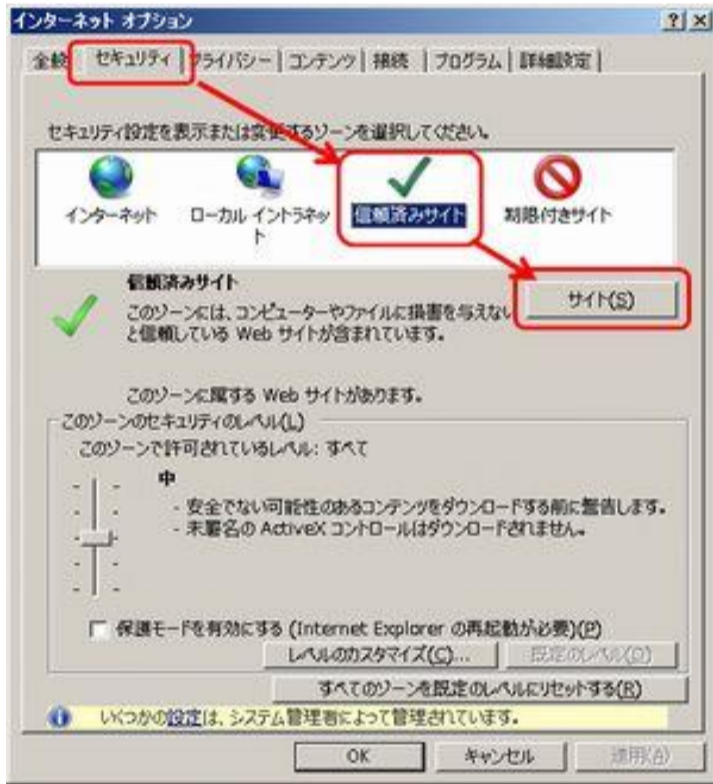 インターネット オプション
全般 セキュリティ プライバシー コンテンツ 接続 プログラム 詳細設定
セキュリティ設定を表示または変更するゾーンを選択してください。
インターネット ローカル イントラネット 信頼済みサイト 制限付きサイト
信頼済みサイト
サイト(S)
このゾーンには、コンピューターやファイルに損害を与えない
と信頼している Web サイトが含まれています。
このゾーンに属する Web サイトがあります。
このゾーンのセキュリティのレベル(L)
このゾーンで許可されているレベル: すべて
中
- 安全でない可能性のあるコンテンツをダウンロードする前に警告します。
- 未署名の ActiveX コントロールはダウンロードされません。
保護モードを有効にする (Internet Explorer の再起動が必要)(P)
レベルのカスタマイズ(C)... 既定のレベル(D)
すべてのゾーンを既定のレベルにリセットする(R)
いくつかの設定は、システム管理者によって管理されています。
OK キャンセル 適用(A)